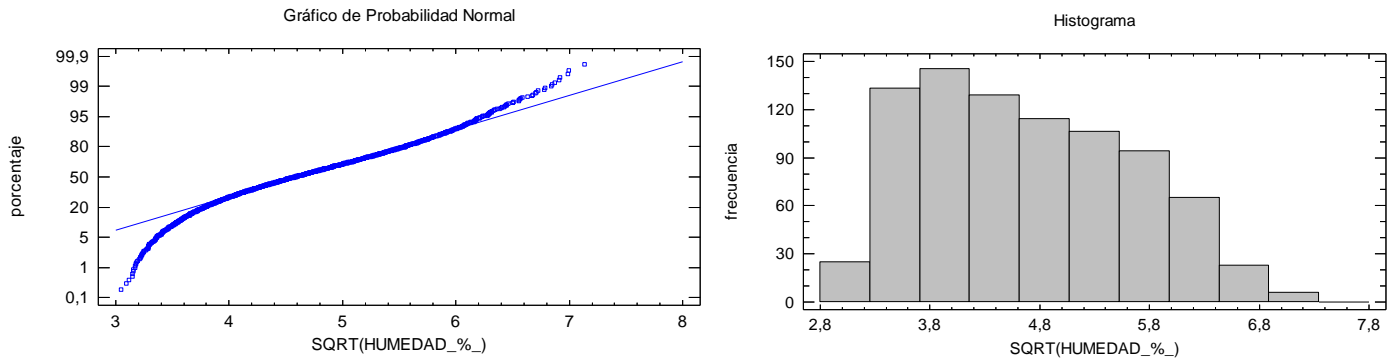 Gráfico de Probabilidad Normal
99,9
99
95
80
50
20
5
1
0,1
porcentaje
3 4 5 6 7 8
SQRT(HUMEDAD_%_)
Histograma
150
120
90
60
30
0
frecuencia
2,8 3,8 4,8 5,8 6,8 7,8
SQRT(HUMEDAD_%_)